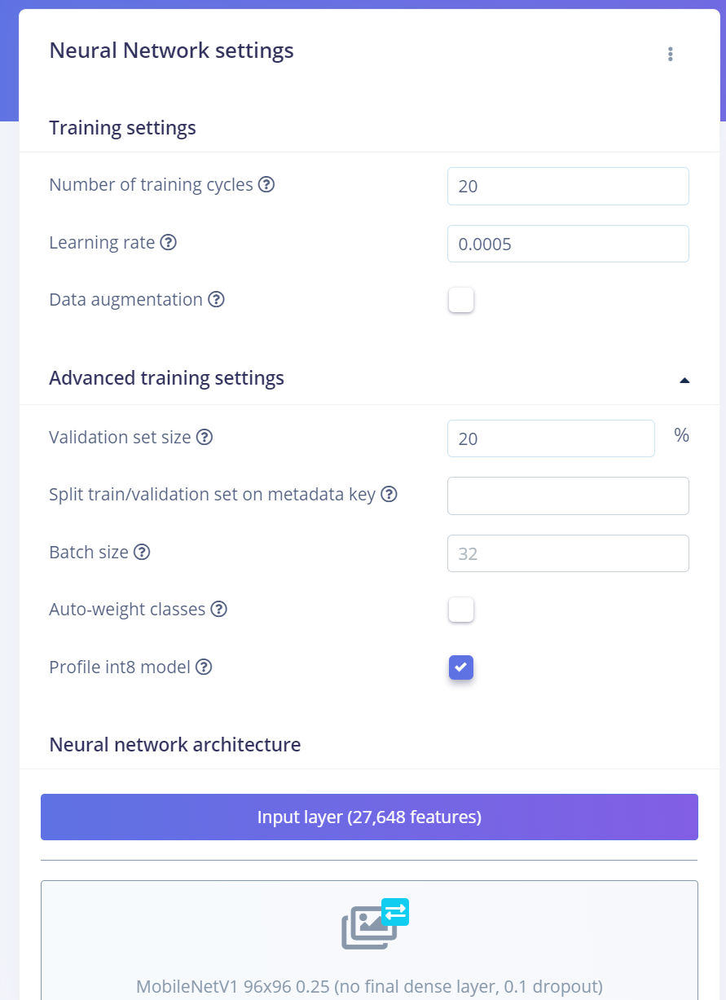 Neural Network settings
Training settings
Number of training cycles ?
20
Learning rate ?
0.0005
Data augmentation ?
Advanced training settings
Validation set size ?
20 %
Split train/validation set on metadata key ?
Batch size ?
32
Auto-weight classes ?
Profile int8 model ?
Neural network architecture
Input layer (27,648 features)
MobileNetV1 96x96 0.25 (no final dense layer, 0.1 dropout)